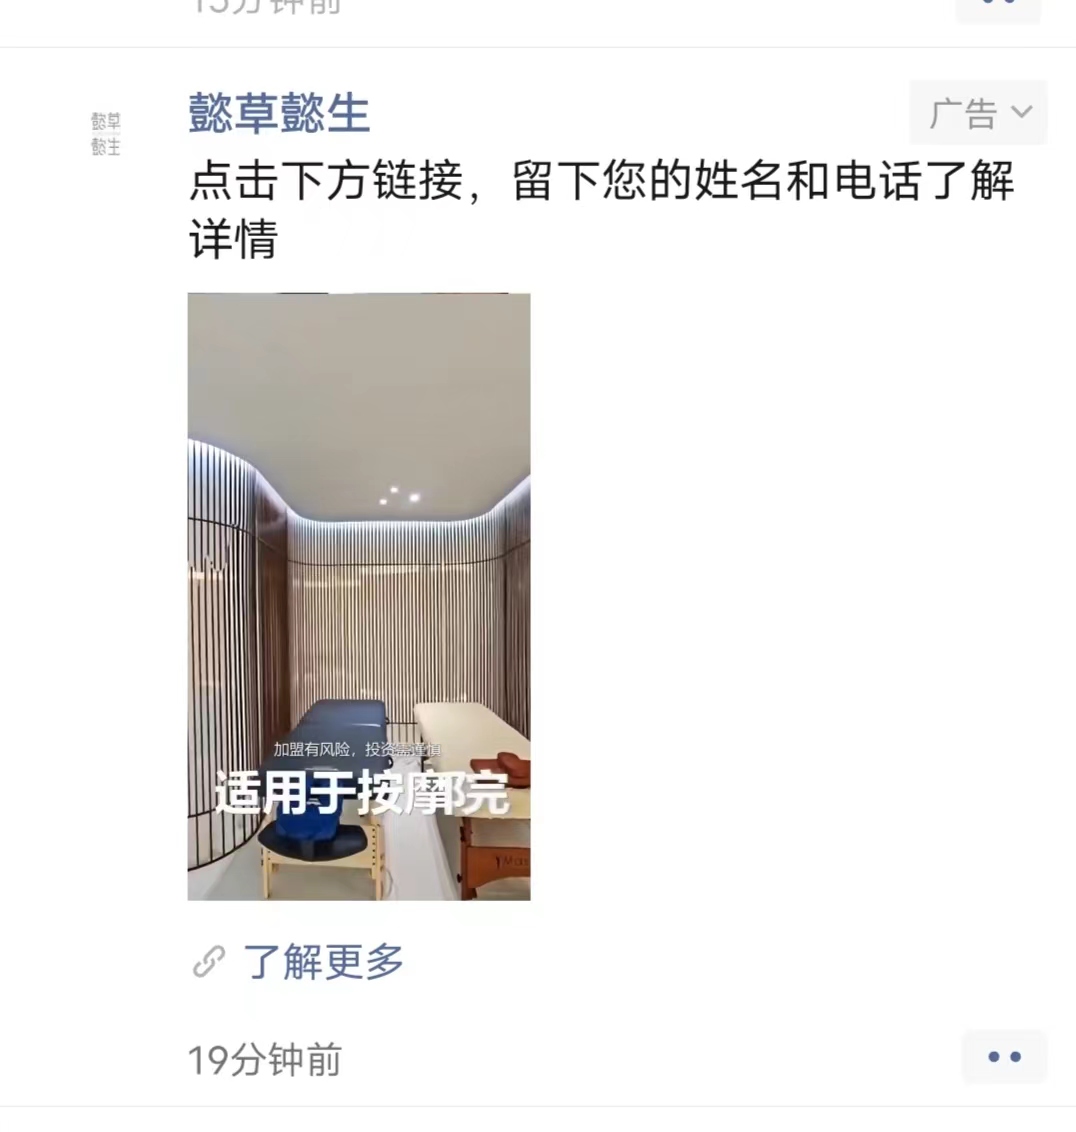 15分钟前
懿草懿生
懿草
懿生
广告
点击下方链接，留下您的姓名和电话了解
详情
加盟有风险，投资需谨慎
适用于按摩
了解更多
19分钟前